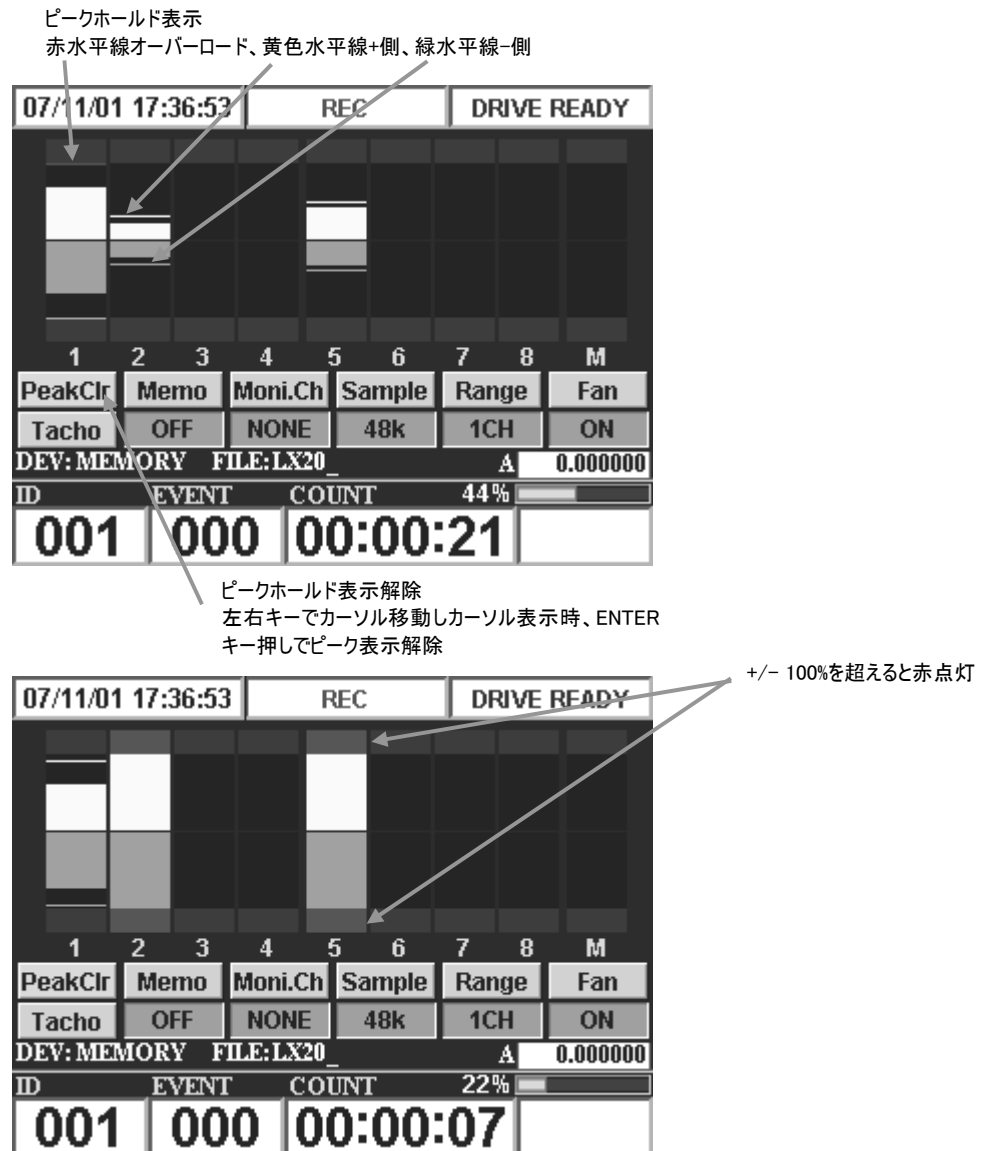 ピークホールド表示
赤水平線オーバーロード、黄色水平線+側、緑水平線-側
07/11/01 17:36:53 REC DRIVE READY
1 2 3 4 5 6 7 8 M
PeakClr Memo Moni.Ch Sample Range Fan
Tacho OFF NONE 48k 1CH ON
DEV: MEMORY FILE:LX20_ A 0.000000
ID EVENT COUNT 44%
001 000 00:00:21
ピークホールド表示解除
左右キーでカーソル移動しカーソル表示時、ENTER
キー押しでピーク表示解除
+/- 100%を超えると赤点灯
07/11/01 17:36:53 REC DRIVE READY
1 2 3 4 5 6 7 8 M
PeakClr Memo Moni.Ch Sample Range Fan
Tacho OFF NONE 48k 1CH ON
DEV: MEMORY FILE:LX20_ A 0.000000
ID EVENT COUNT 22%
001 000 00:00:07